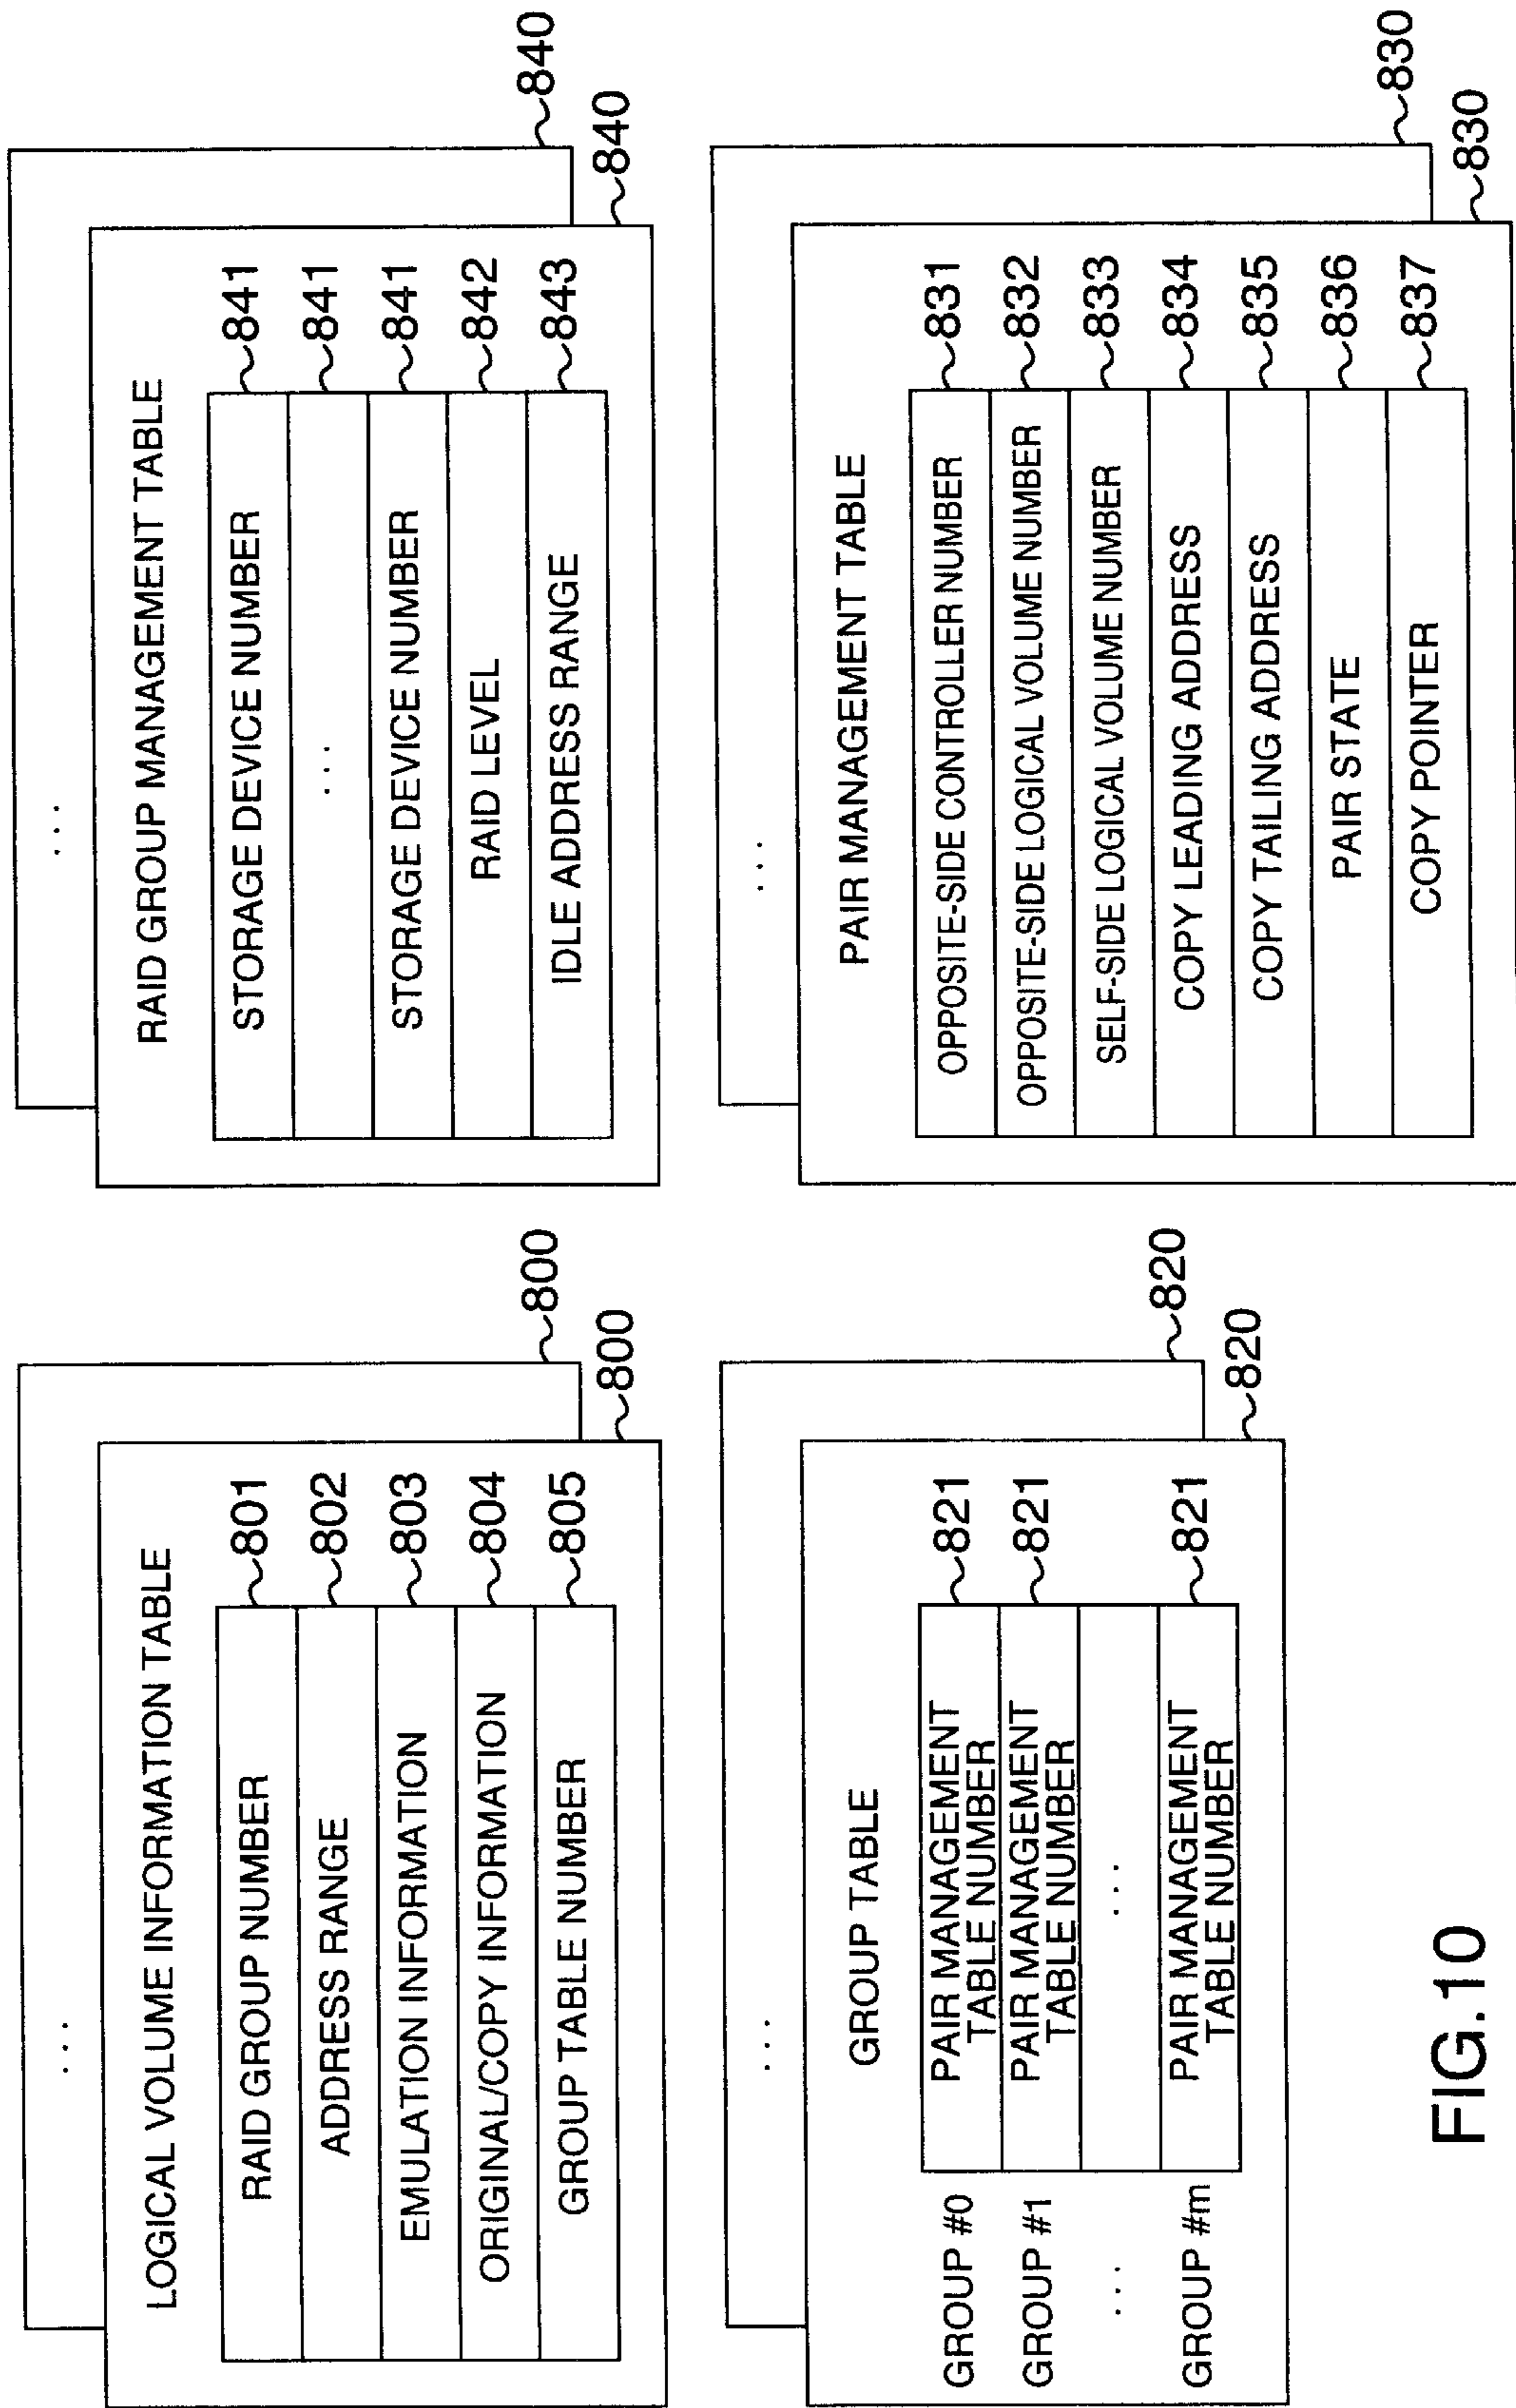 ...
LOGICAL VOLUME INFORMATION TABLE
RAID GROUP NUMBER 801
ADDRESS RANGE 802
EMULATION INFORMATION 803
ORIGINAL/COPY INFORMATION 804
GROUP TABLE NUMBER 805
800
800
...
RAID GROUP MANAGEMENT TABLE
STORAGE DEVICE NUMBER 841
... 841
STORAGE DEVICE NUMBER 841
RAID LEVEL 842
IDLE ADDRESS RANGE 843
840
840
...
GROUP TABLE
GROUP #0 PAIR MANAGEMENT 821
TABLE NUMBER
GROUP #1 PAIR MANAGEMENT 821
TABLE NUMBER
... ...
GROUP #m PAIR MANAGEMENT 821
TABLE NUMBER
820
820
...
PAIR MANAGEMENT TABLE
OPPOSITE-SIDE CONTROLLER NUMBER 831
OPPOSITE-SIDE LOGICAL VOLUME NUMBER 832
SELF-SIDE LOGICAL VOLUME NUMBER 833
COPY LEADING ADDRESS 834
COPY TAILING ADDRESS 835
PAIR STATE 836
COPY POINTER 837
830
830
FIG.10